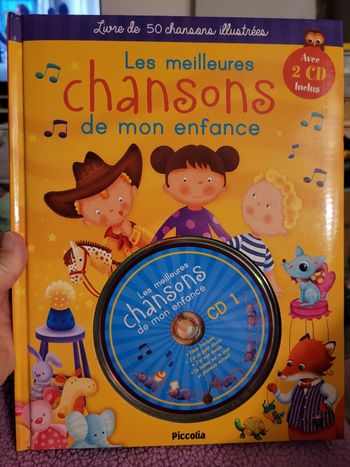 Livre de 50 chansons illustrées
Avec
2 CD
Inclus
Les meilleures
chansons
de mon enfance
Les meilleures
chansons
de mon enfance
CD 1
Piccolia